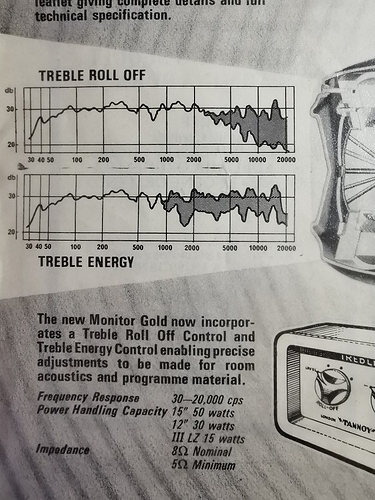 leaflet giving complete details and full
technical specification.
TREBLE ROLL OFF
db
30
20
30 40 50 100 200 500 1000 2000 5000 10000 20000
db
30
20
30 40 50 100 200 500 1000 2000 5000 10000 20000
TREBLE ENERGY
The new Monitor Gold now incorpor-
ates a Treble Roll Off Control and
Treble Energy Control enabling precise
adjustments to be made for room
acoustics and programme material.
Frequency Response 30—20,000 cps
Power Handling Capacity 15" 50 watts
12" 30 watts
III LZ 15 watts
Impedance 8Ω Nominal
5Ω Minimum
ROLL-OFF
LONDON TANNOY